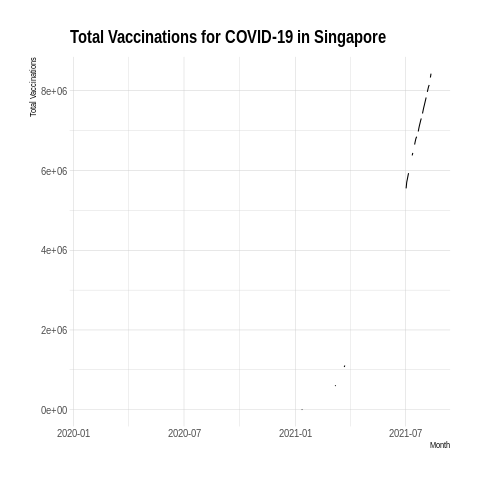 Total Vaccinations for COVID-19 in Singapore
Total Vaccinations
8e+06
6e+06
4e+06
2e+06
0e+00
2020-01 2020-07 2021-01 2021-07
Month